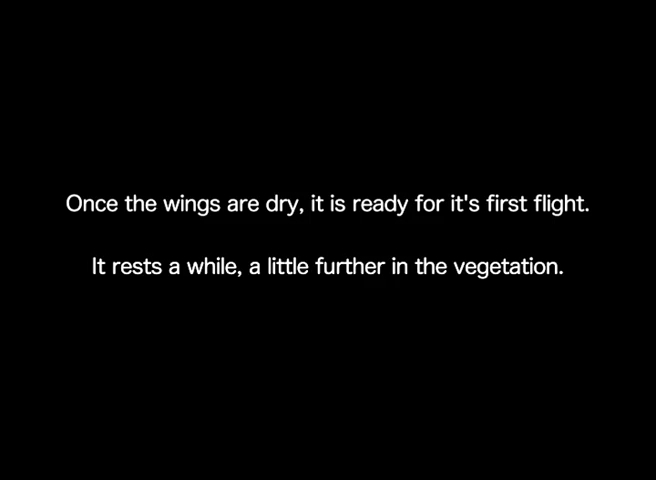 Once the wings are dry, it is ready for it's first flight.
It rests a while, a little further in the vegetation.